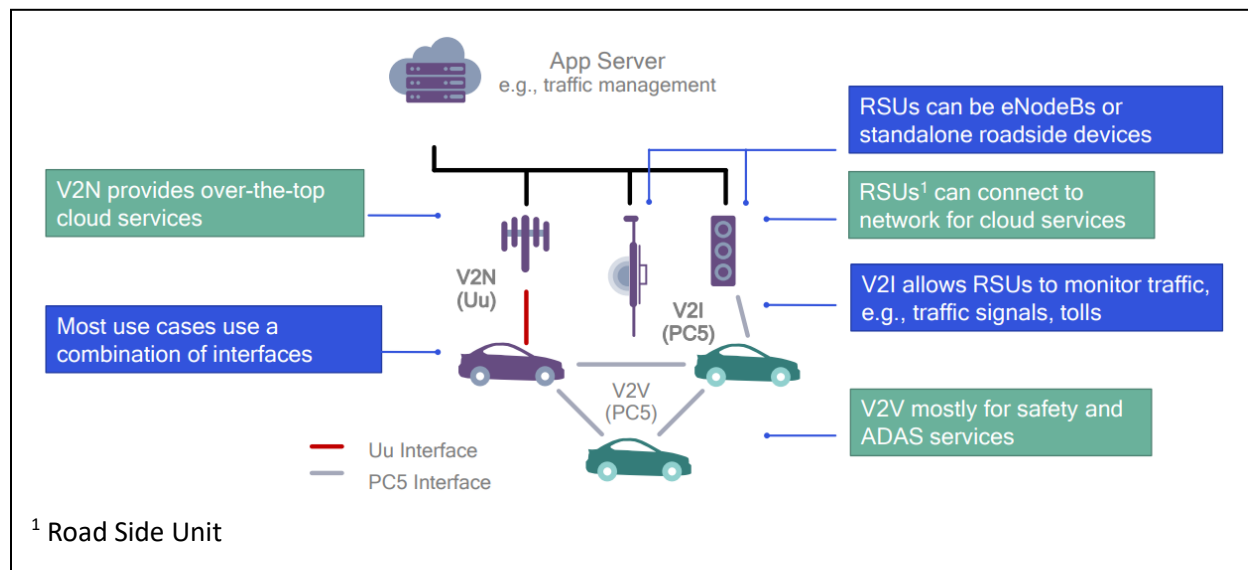 App Server
e.g., traffic management
RSUs can be eNodeBs or
standalone roadside devices
V2N provides over-the-top
cloud services
RSUs¹ can connect to
network for cloud services
V2N
(Uu)
V2I
(PC5)
V2I allows RSUs to monitor traffic,
e.g., traffic signals, tolls
Most use cases use a
combination of interfaces
V2V
(PC5)
V2V mostly for safety and
ADAS services
Uu Interface
PC5 Interface
¹ Road Side Unit